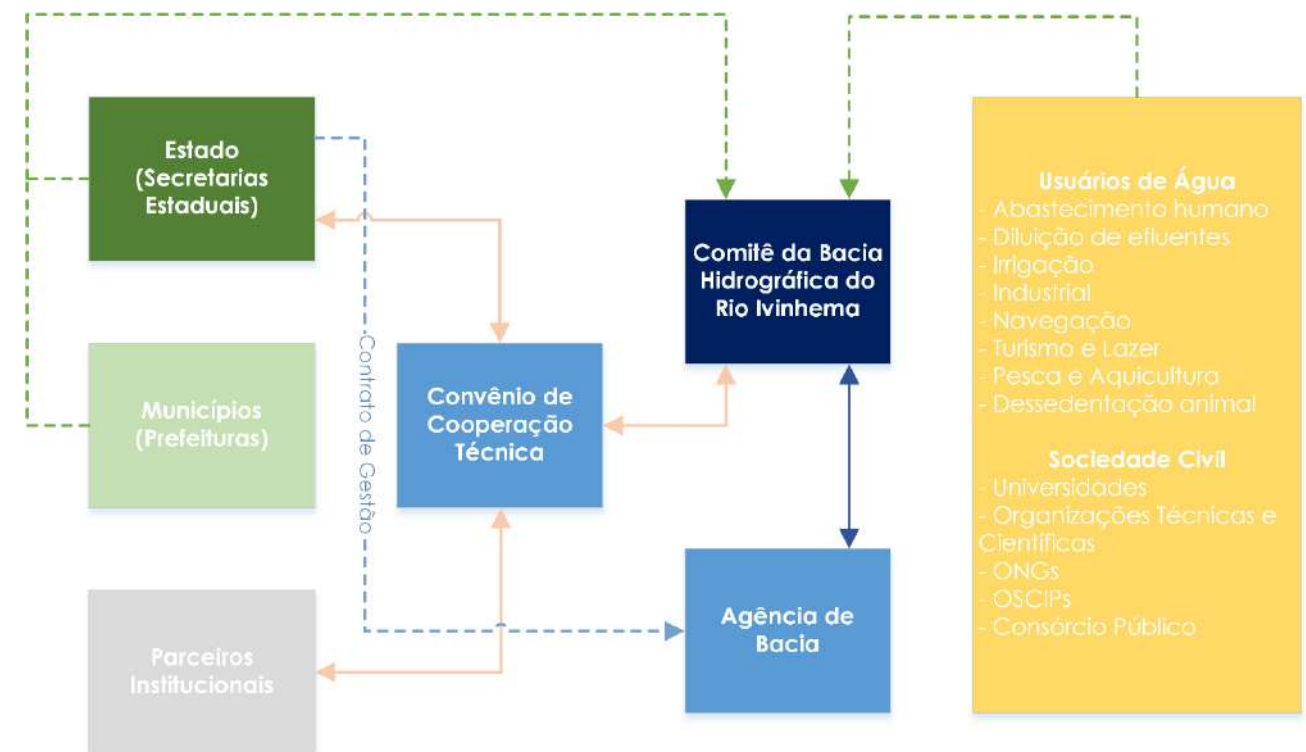 Estado
(Secretarias
Estaduais)
Municípios
(Prefeituras)
Parceiros
Institucionais
Contrato de Gestão
Convênio de
Cooperação
Técnica
Comitê da Bacia
Hidrográfica do
Rio Ivinhema
Agência de
Bacia
Usuários de Água
- Abastecimento humano
- Diluição de efluentes
- Irrigação
- Industrial
- Navegação
- Turismo e Lazer
- Pesca e Aquicultura
- Dessedentação animal
Sociedade Civil
- Universidades
- Organizações Técnicas e
Científicas
- ONGs
- OSCIPs
- Consórcio Público